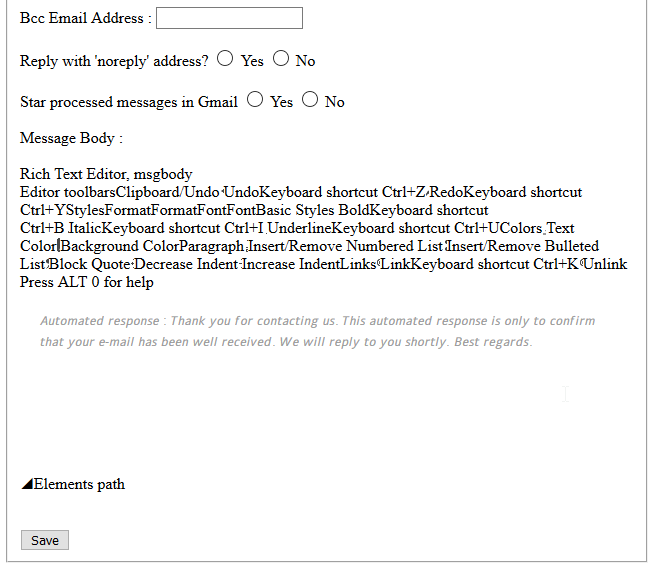 Bcc Email Address :
Reply with 'noreply' address? Yes No
Star processed messages in Gmail Yes No
Message Body :
Rich Text Editor, msgbody
Editor toolbarsClipboard/Undo UndoKeyboard shortcut Ctrl+Z RedoKeyboard shortcut
Ctrl+YStylesFormatFormatFontFontBasic Styles BoldKeyboard shortcut
Ctrl+B ItalicKeyboard shortcut Ctrl+I UnderlineKeyboard shortcut Ctrl+UColors Text
Color Background ColorParagraph Insert/Remove Numbered List Insert/Remove Bulleted
List Block Quote Decrease Indent Increase IndentLinks LinkKeyboard shortcut Ctrl+K Unlink
Press ALT 0 for help
Automated response : Thank you for contacting us. This automated response is only to confirm
that your e-mail has been well received. We will reply to you shortly. Best regards.
◢Elements path
Save